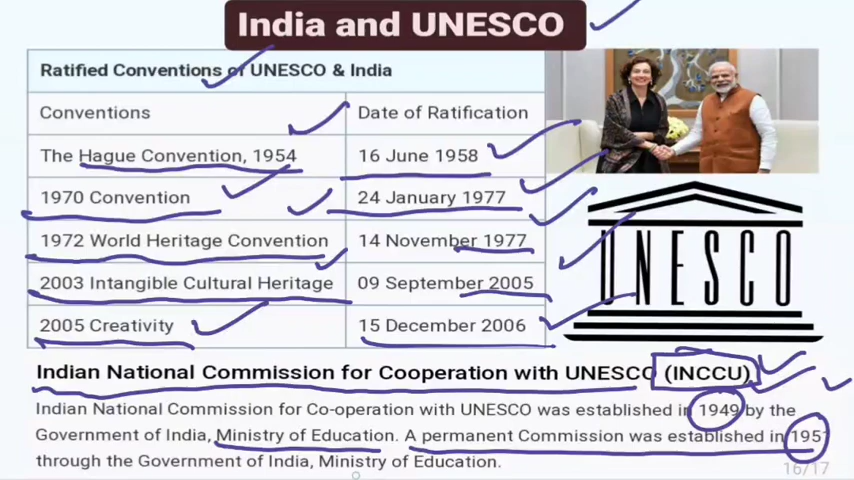 India and UNESCO
Ratified Conventions of UNESCO & India
Conventions Date of Ratification
The Hague Convention, 1954 16 June 1958
1970 Convention 24 January 1977
1972 World Heritage Convention 14 November 1977
2003 Intangible Cultural Heritage 09 September 2005
2005 Creativity 15 December 2006
UNESCO
Indian National Commission for Cooperation with UNESCO (INCCU)
Indian National Commission for Co-operation with UNESCO was established in 1949 by the
Government of India, Ministry of Education. A permanent Commission was established in 1951
through the Government of India, Ministry of Education.
16/17